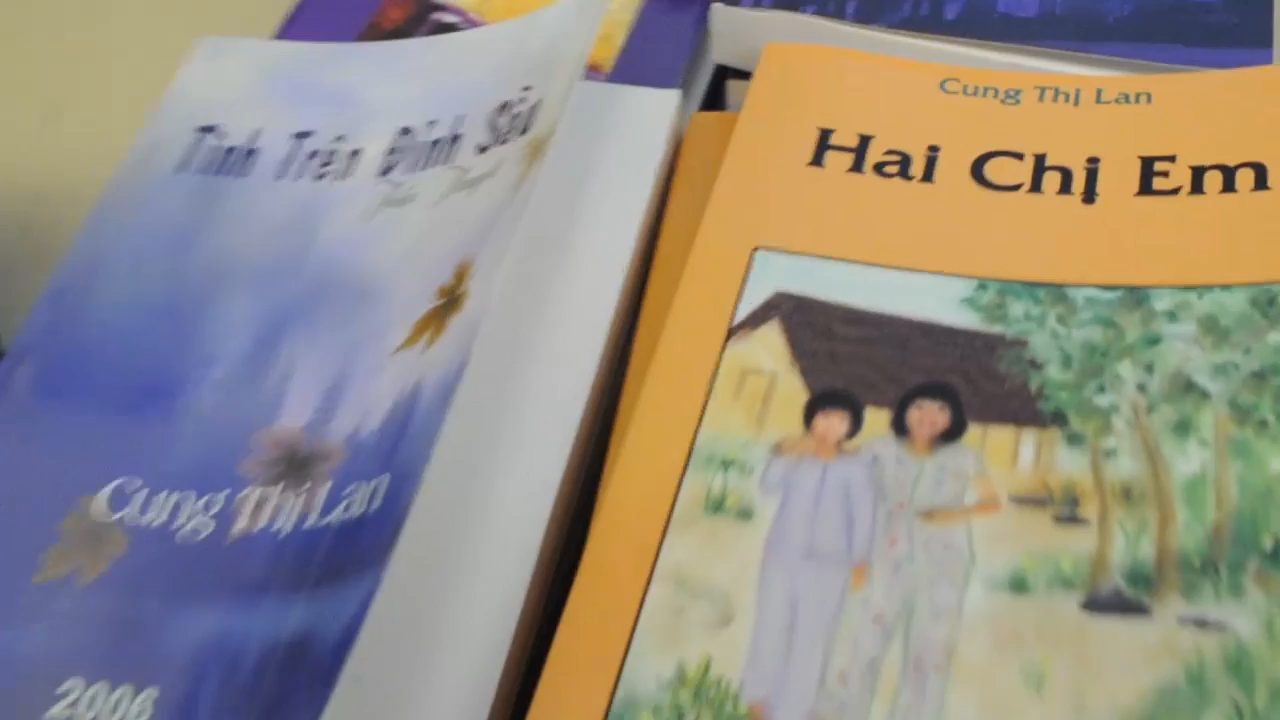 Tình Trên Đỉnh Sầu
Cung Thị Lan
2006
Cung Thị Lan
Hai Chị Em